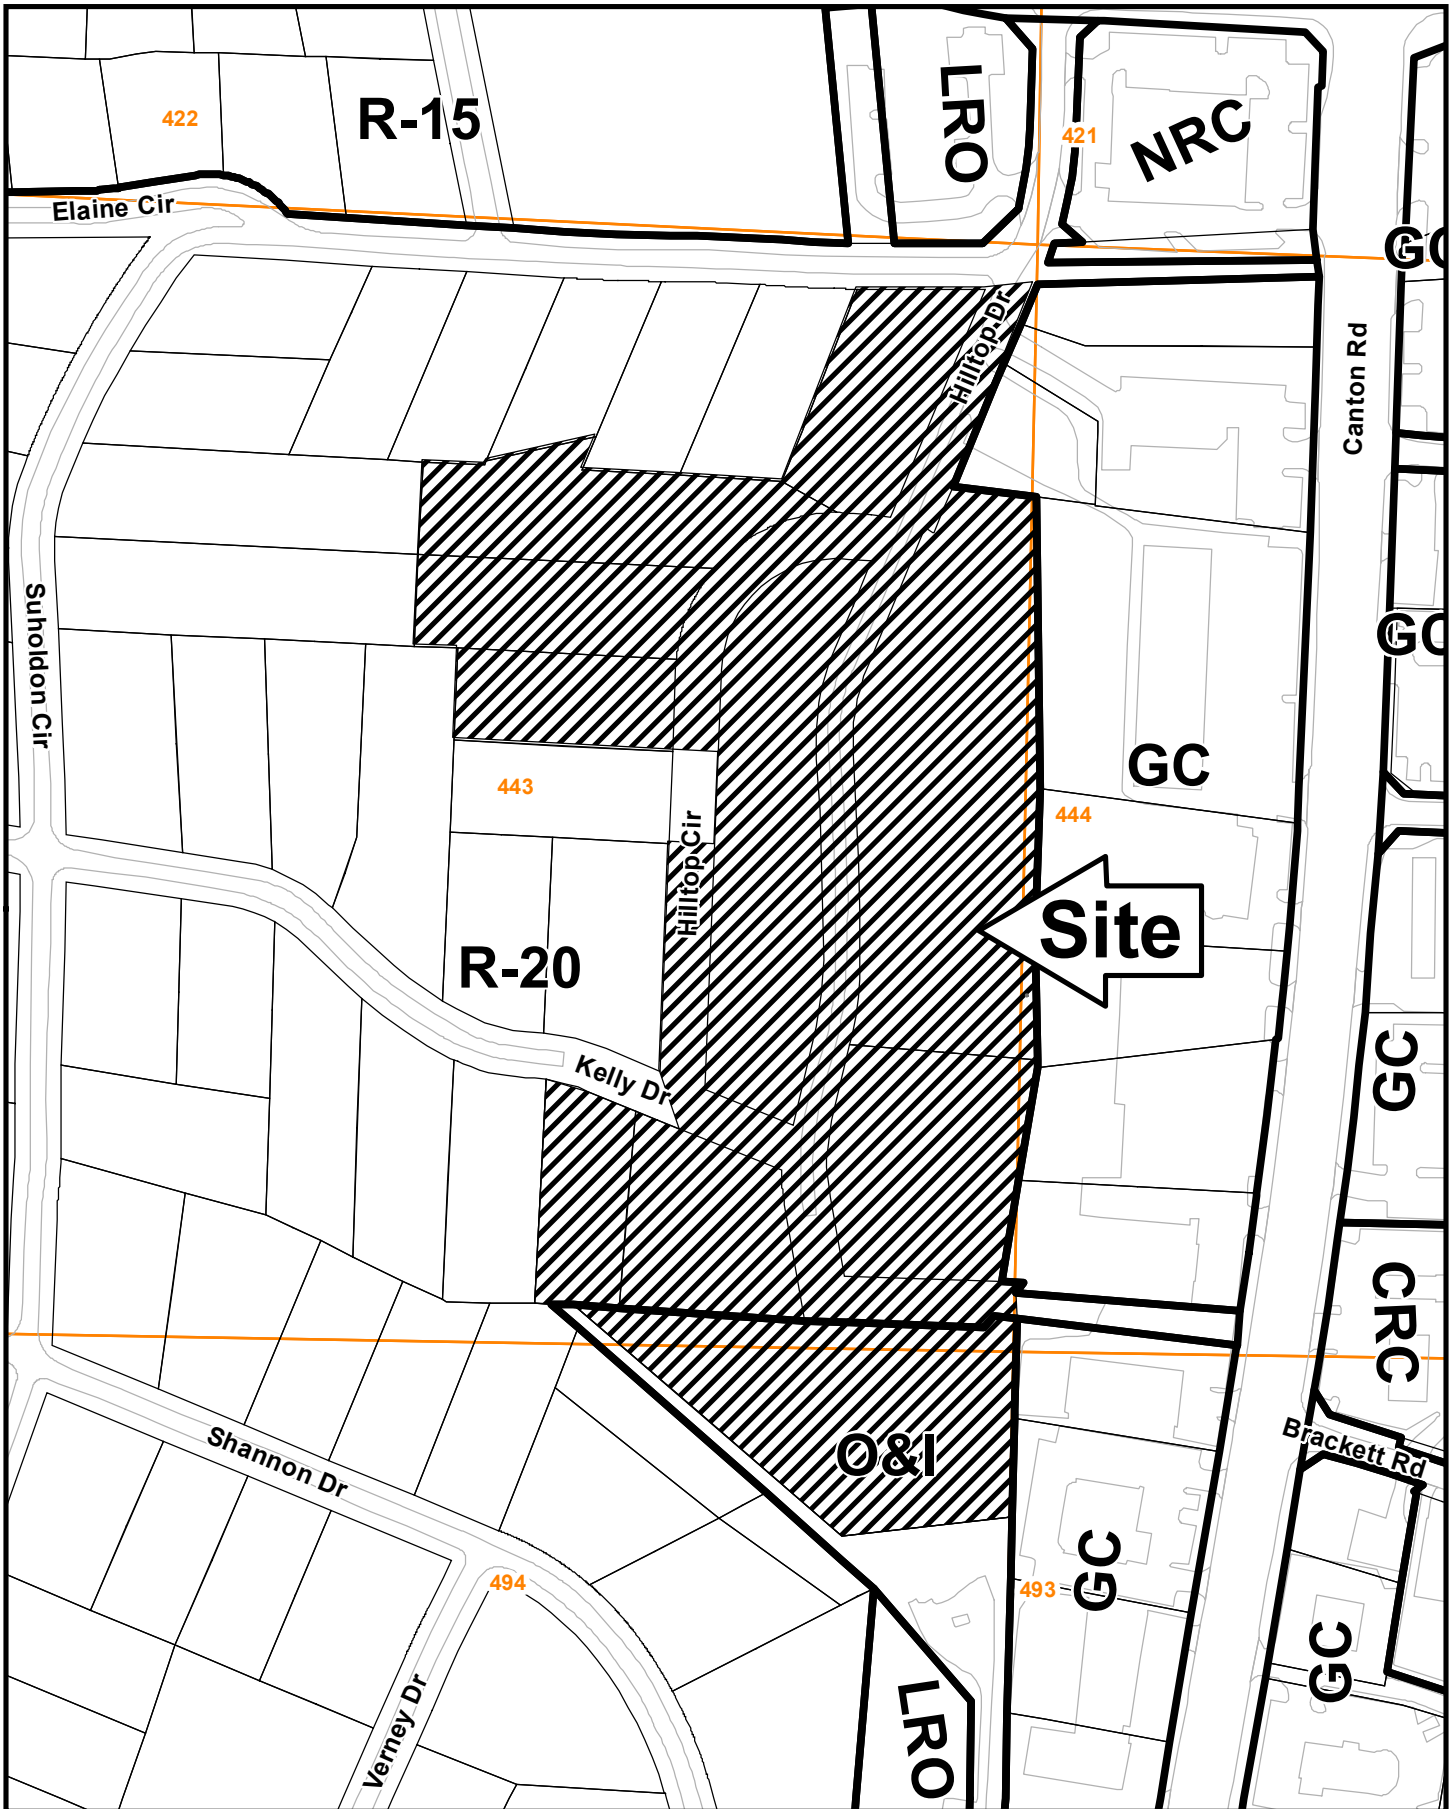 LRO
NRC
R-15
422
421
Elaine Cir
GC
Hilltop Dr
Canton Rd
Suholdon Cir
GC
GC
443
444
Hilltop Cir
Site
R-20
GC
Kelly Dr
CRC
Brackett Rd
Shannon Dr
O&I
GC
494
493
GC
Verney Dr
LRO